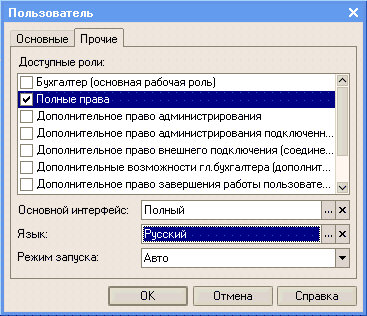 Пользователь
Основные Прочие
Доступные роли:
Бухгалтер (основная рабочая роль)
Полные права
Дополнительное право администрирования
Дополнительное право администрирования подключенн...
Дополнительное право внешнего подключения (соедине...
Дополнительные возможности гл.бухгалтера (дополнит...
Дополнительное право завершения работы пользовате...
Основной интерфейс: Полный ...
Язык: Русский ...
Режим запуска: Авто
ОК Отмена Справка